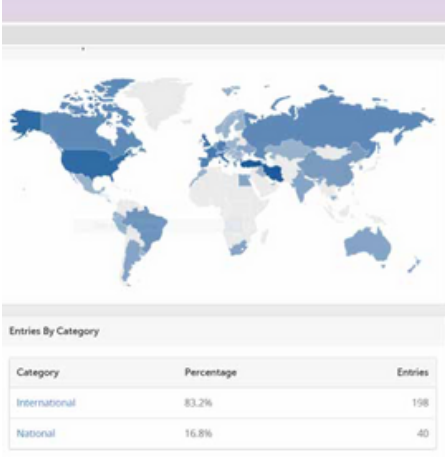 Entries By Category
Category Percentage Entries
International 83.2% 198
National 16.8% 40